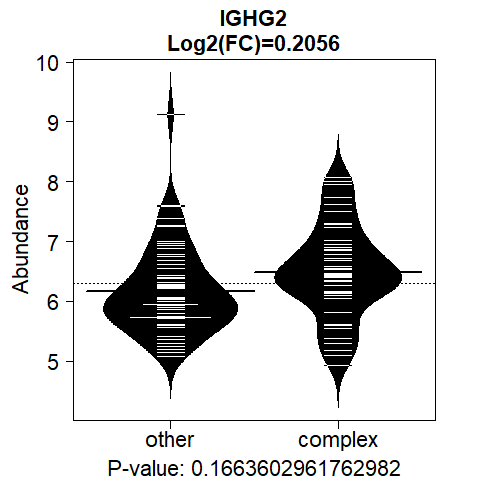 IGHG2
Log2(FC)=0.2056
10
9
8
7
6
5
Abundance
other complex
P-value: 0.1663602961762982